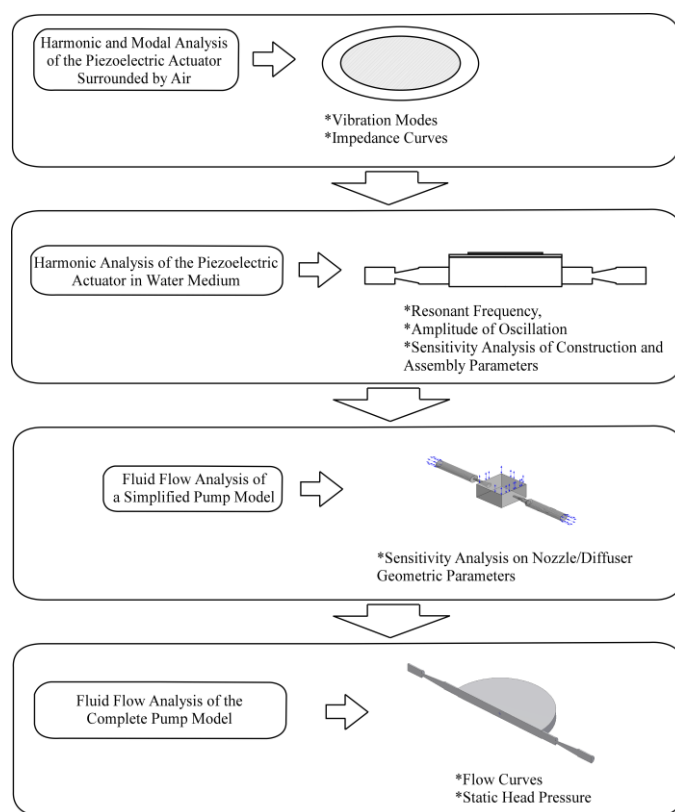 Harmonic and Modal Analysis
of the Piezoelectric Actuator
Surrounded by Air
*Vibration Modes
*Impedance Curves
Harmonic Analysis of the Piezoelectric
Actuator in Water Medium
*Resonant Frequency,
*Amplitude of Oscillation
*Sensitivity Analysis of Construction and
Assembly Parameters
Fluid Flow Analysis of
a Simplified Pump Model
*Sensitivity Analysis on Nozzle/Diffuser
Geometric Parameters
Fluid Flow Analysis of the
Complete Pump Model
*Flow Curves
*Static Head Pressure